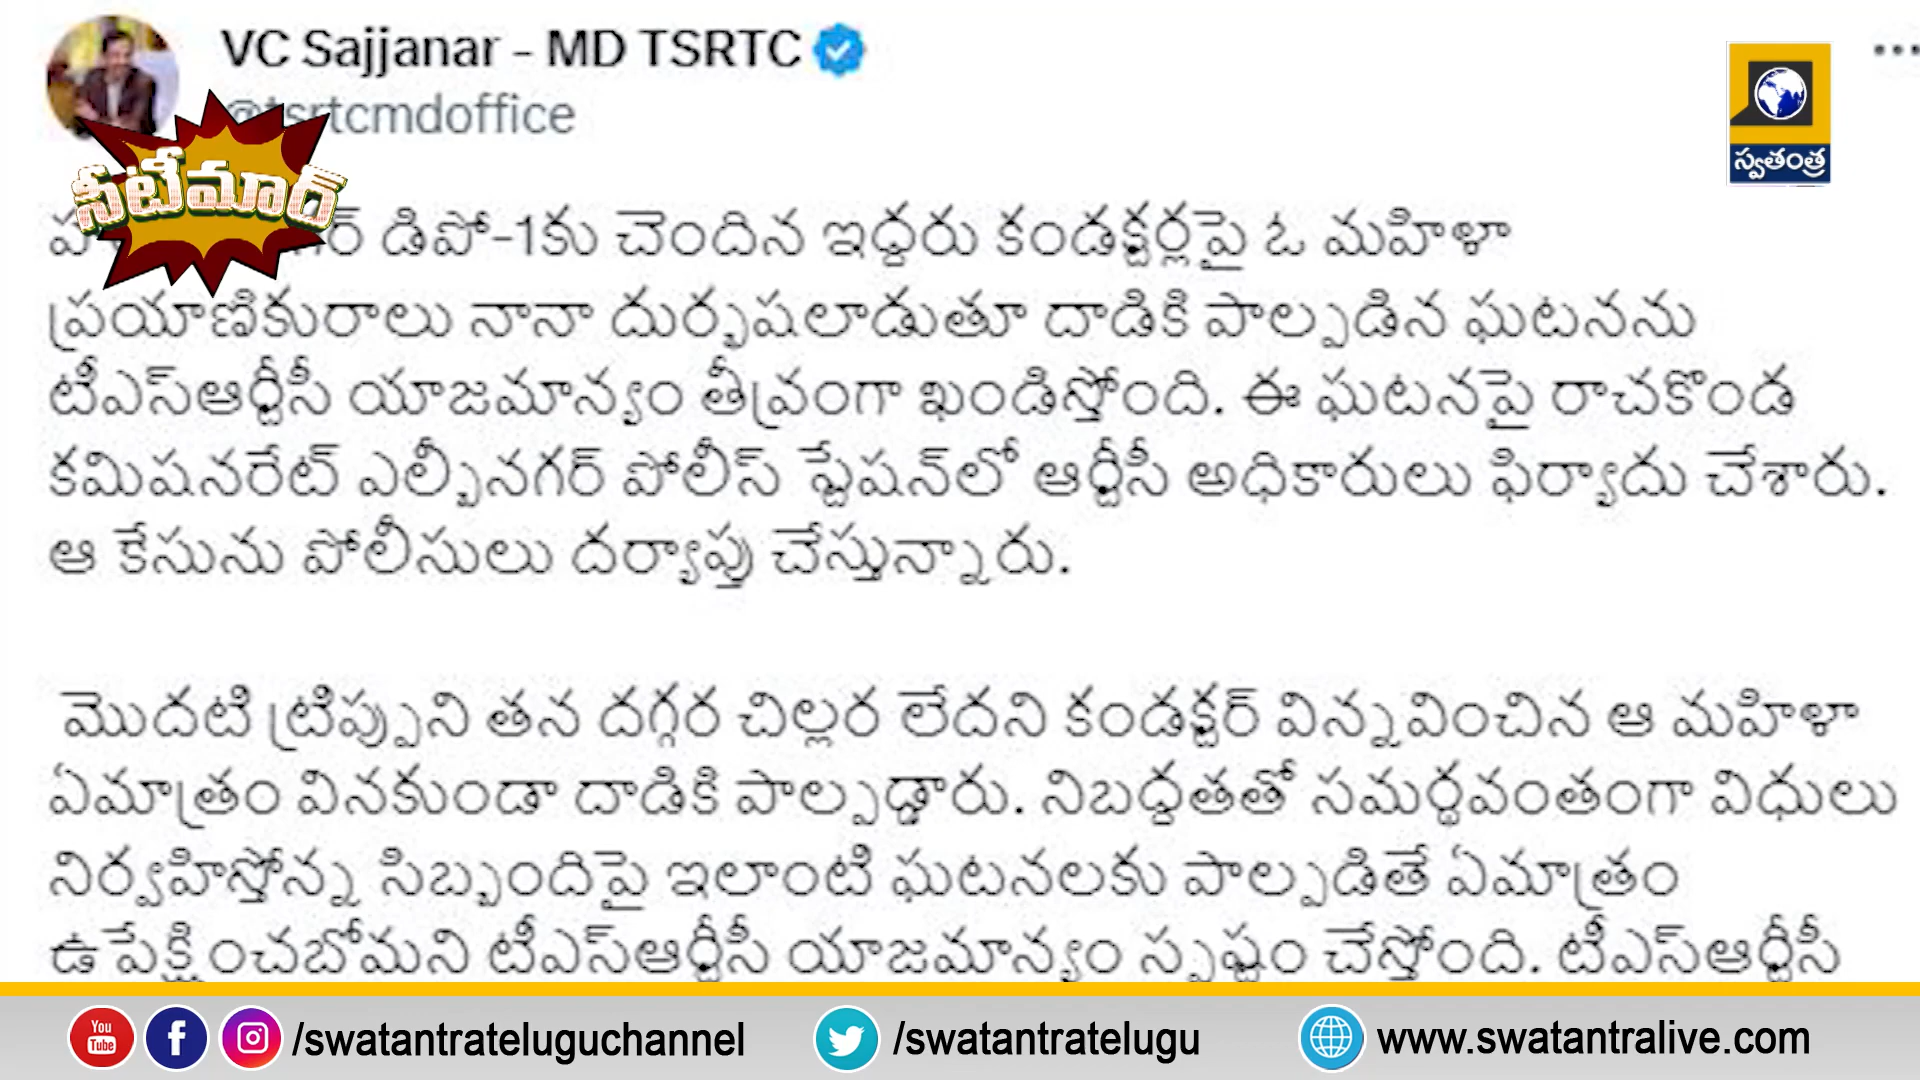 VC Sajjanar - MD TSRTC
@tsrtcmdoffice
సీటీమార్
స్వతంత్ర
డిపో-1కు చెందిన ఇద్దరు కండక్టర్లపై ఓ మహిళా
ప్రయాణికురాలు నానా దుర్భషలాడుతూ దాడికి పాల్పడిన ఘటనను
టీఎస్ఆర్టీసీ యాజమాన్యం తీవ్రంగా ఖండిస్తోంది. ఈ ఘటనపై రాచకొండ
కమిషనరేట్ ఎల్బీనగర్ పోలీస్ స్టేషన్‌లో ఆర్టీసీ అధికారులు ఫిర్యాదు చేశారు.
ఆ కేసును పోలీసులు దర్యాప్తు చేస్తున్నారు.
మొదటి ట్రిప్పుని తన దగ్గర చిల్లర లేదని కండక్టర్ విన్నవించిన ఆ మహిళా
ఏమాత్రం వినకుండా దాడికి పాల్పడ్డారు. నిబద్ధతతో సమర్థవంతంగా విధులు
నిర్వహిస్తోన్న సిబ్బందిపై ఇలాంటి ఘటనలకు పాల్పడితే ఏమాత్రం
ఉపేక్షించబోమని టీఎస్ఆర్టీసీ యాజమాన్యం స్పష్టం చేస్తోంది. టీఎస్ఆర్టీసీ
You Tube /swatantrateluguchannel /swatantratelugu www.swatantralive.com